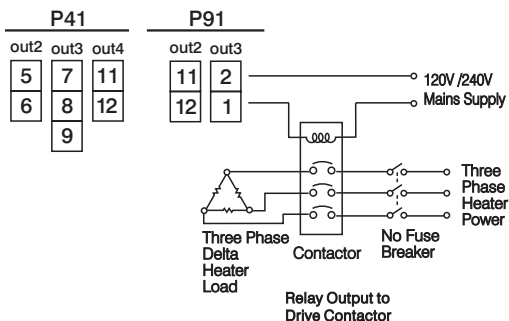 P41 P91
out2 out3 out4 out2 out3
5 7 11 11 2
6 8 12 12 1
9
120V /240V
Mains Supply
Three
Phase
Heater
Power
Three Phase
Delta
Heater
Load
Contactor
No Fuse
Breaker
Relay Output to
Drive Contactor